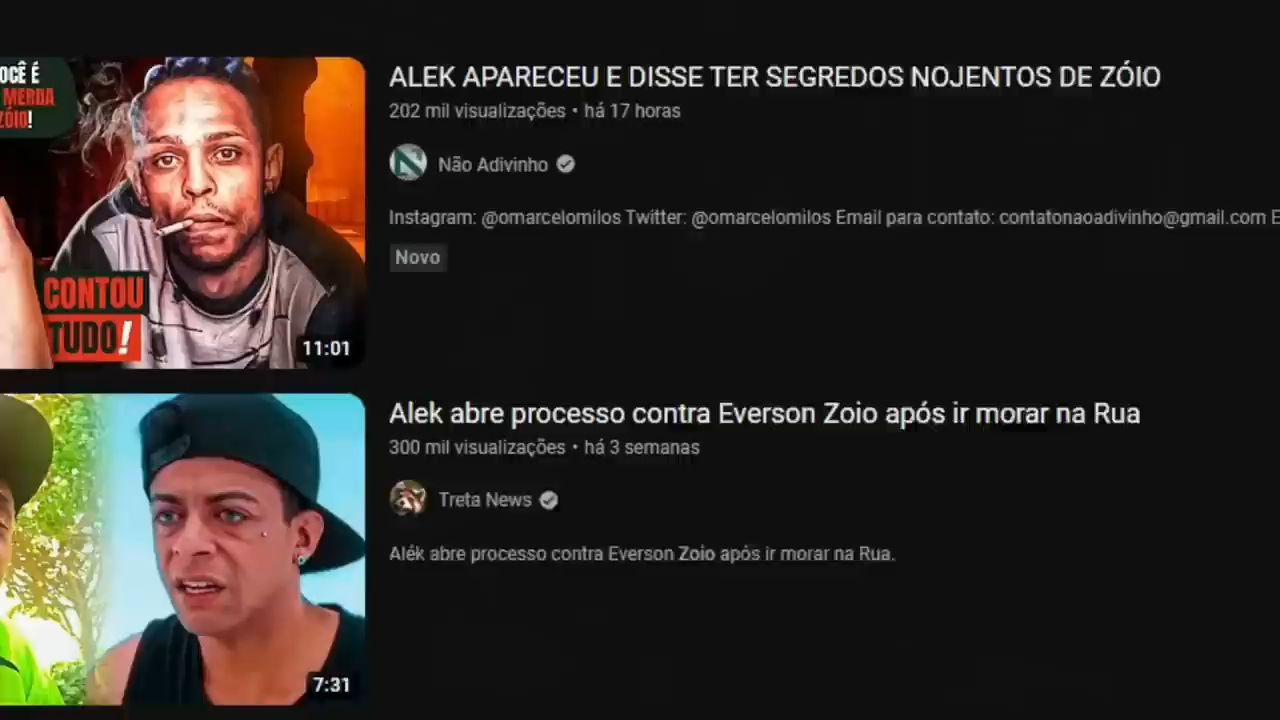 OCÊ É
MERDA
ZÓIO!
CONTOU
TUDO!
11:01
ALEK APARECEU E DISSE TER SEGREDOS NOJENTOS DE ZÓIO
202 mil visualizações • há 17 horas
Não Adivinho
Instagram: @omarcelomilos Twitter: @omarcelomilos Email para contato: contatonaoadivinho@gmail.com E
Novo
7:31
Alek abre processo contra Everson Zoio após ir morar na Rua
300 mil visualizações • há 3 semanas
Treta News
Alék abre processo contra Everson Zoio após ir morar na Rua.